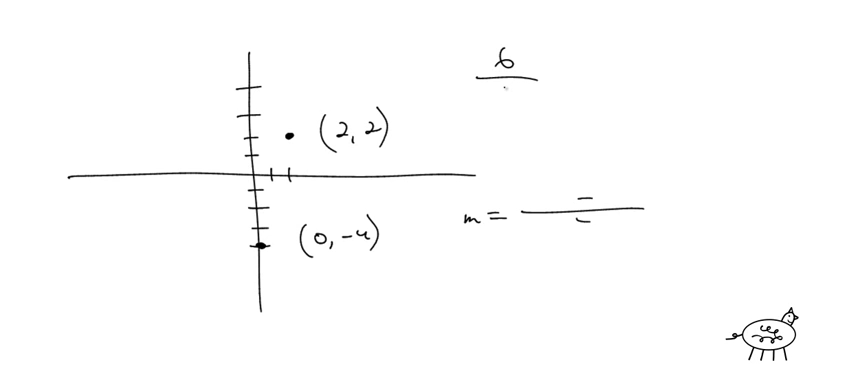 6
(2, 2)
m =
(0, -4)